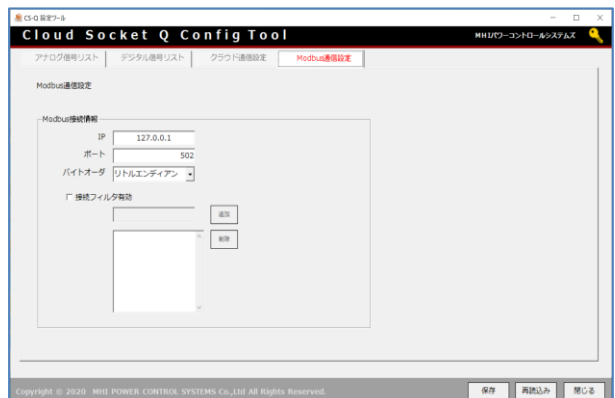 CS-Q 設定ツール
Cloud Socket Q Config Tool
MHIパワーコントロールシステムズ
アナログ信号リスト デジタル信号リスト クラウド通信設定 Modbus通信設定
Modbus通信設定
Modbus接続情報
IP 127.0.0.1
ポート 502
バイトオーダ リトルエンディアン
接続フィルタ有効
追加
削除
Copyright © 2020 MHI POWER CONTROL SYSTEMS Co.,Ltd All Rights Reserved.
保存 再読込み 閉じる